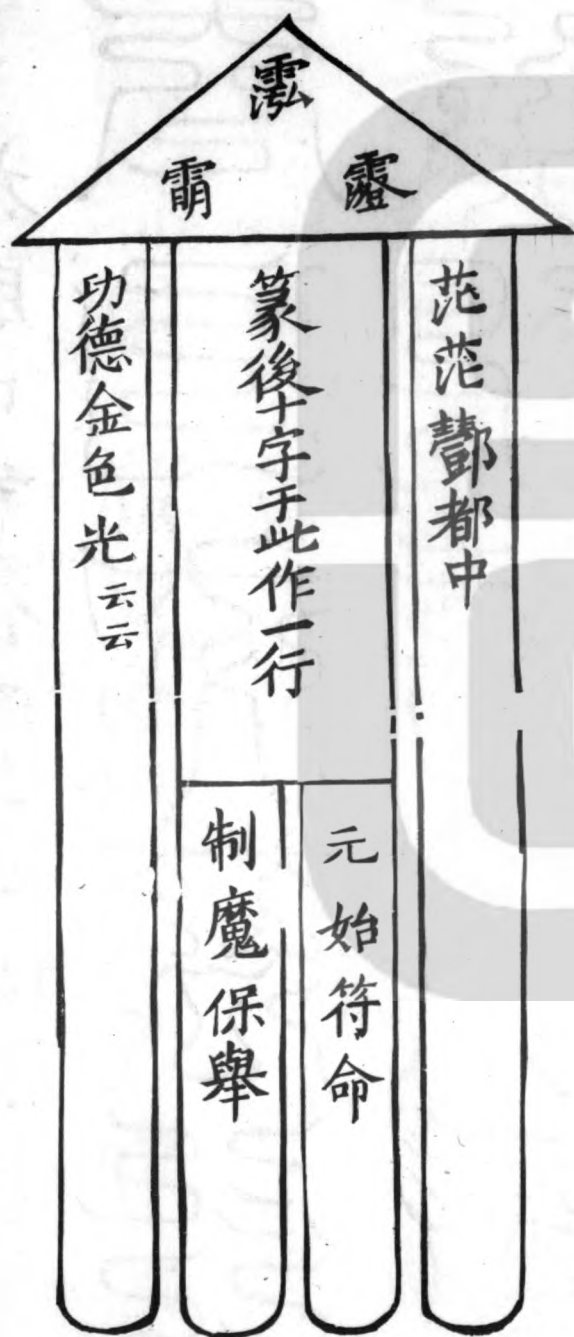 霐
茫茫酆都中
篆後十字于此作一行
元始符命
制魔保舉
功德金色光云云